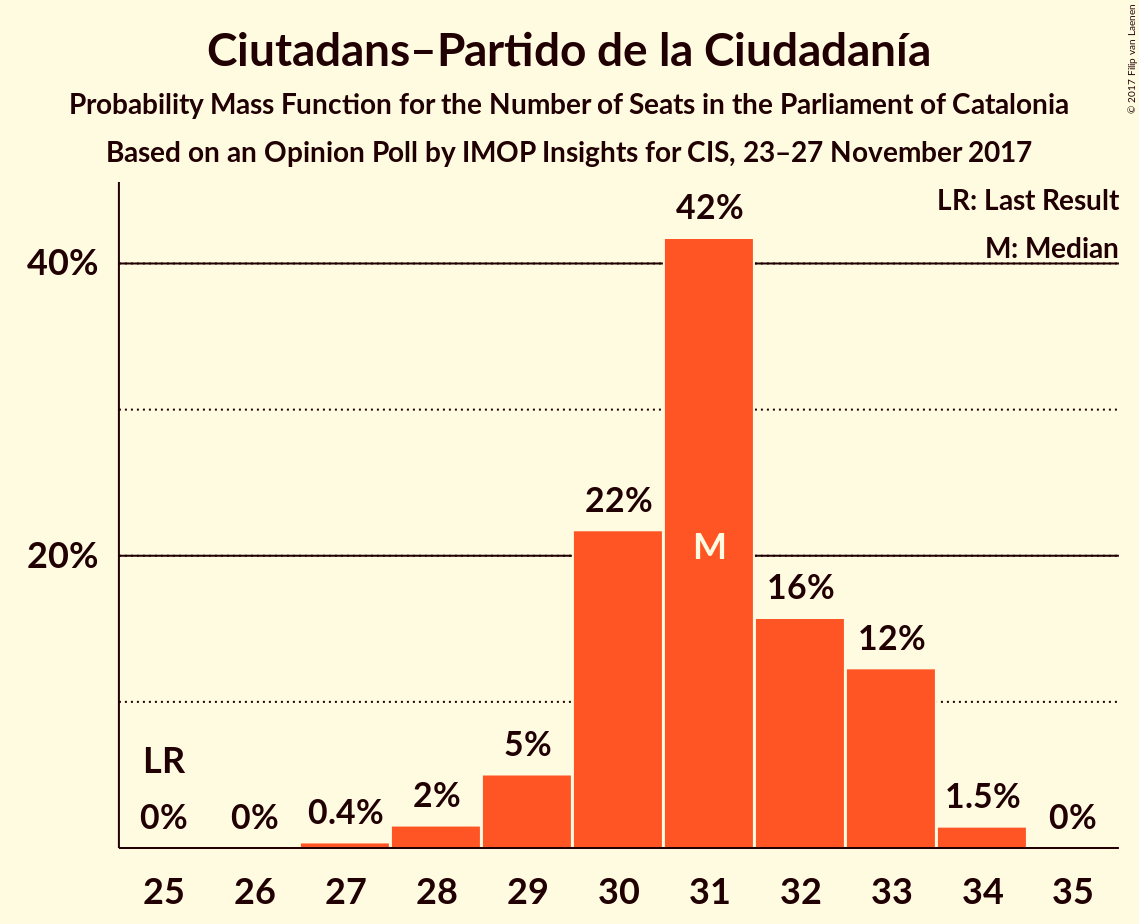 Ciutadans–Partido de la Ciudadanía
Probability Mass Function for the Number of Seats in the Parliament of Catalonia
Based on an Opinion Poll by IMOP Insights for CIS, 23–27 November 2017
© 2017 Filip van Laenen
LR: Last Result
M: Median
40%
20%
LR
0%
0%
0.4%
2%
5%
22%
42%
M
16%
12%
1.5%
0%
25 26 27 28 29 30 31 32 33 34 35